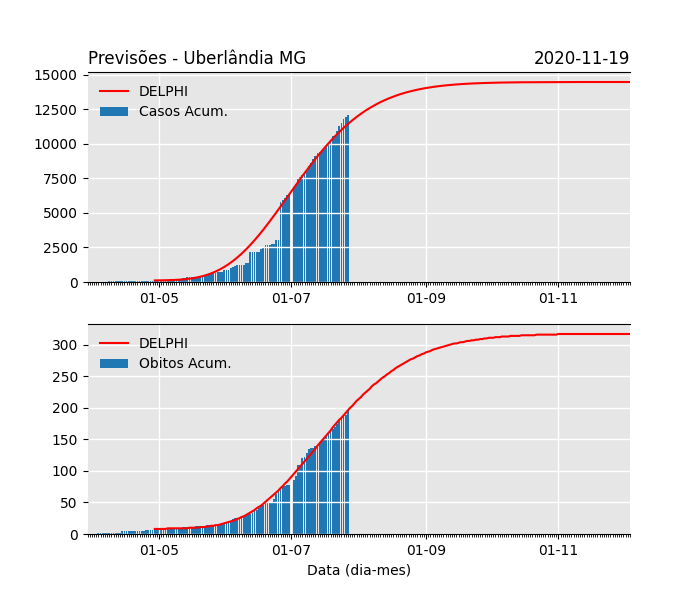 Previsões - Uberlândia MG 2020-11-19
15000
12500
10000
7500
5000
2500
0
DELPHI
Casos Acum.
01-05 01-07 01-09 01-11
300
250
200
150
100
50
0
DELPHI
Obitos Acum.
01-05 01-07 01-09 01-11
Data (dia-mes)